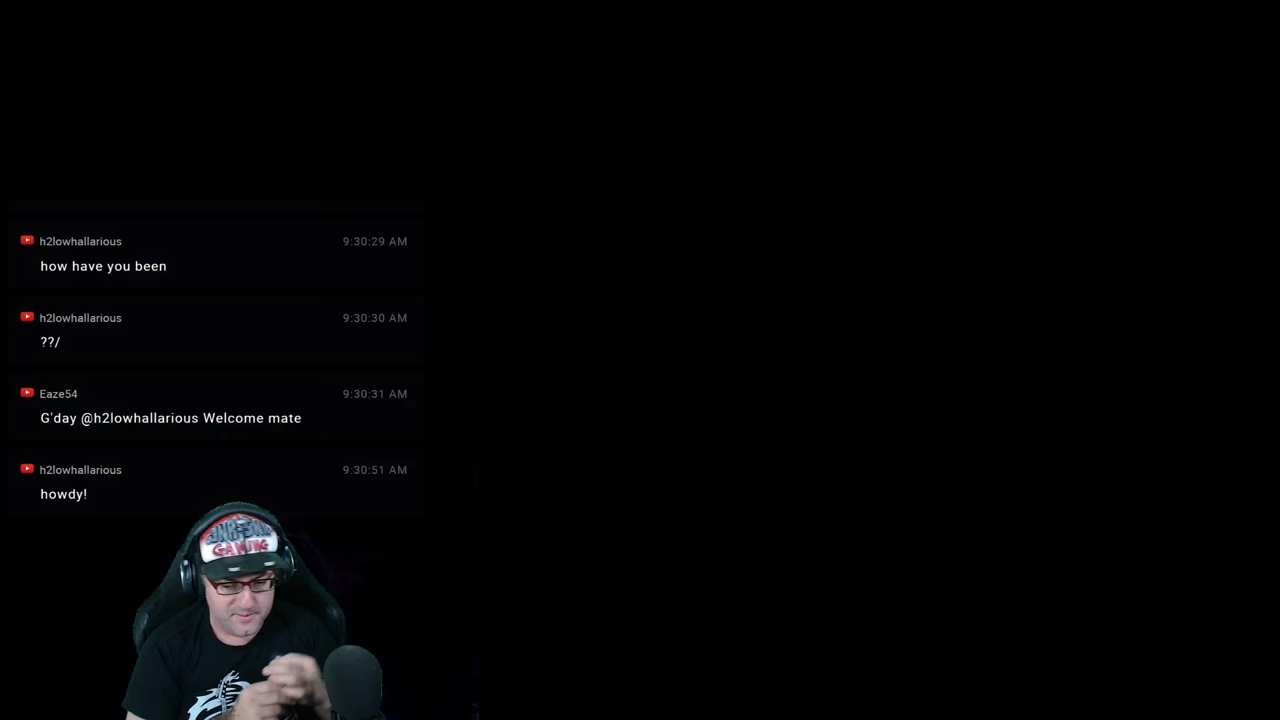 h2lowhallarious 9:30:29 AM
how have you been
h2lowhallarious 9:30:30 AM
??/
Eaze54 9:30:31 AM
G'day @h2lowhallarious Welcome mate
h2lowhallarious 9:30:51 AM
howdy!
GAMING